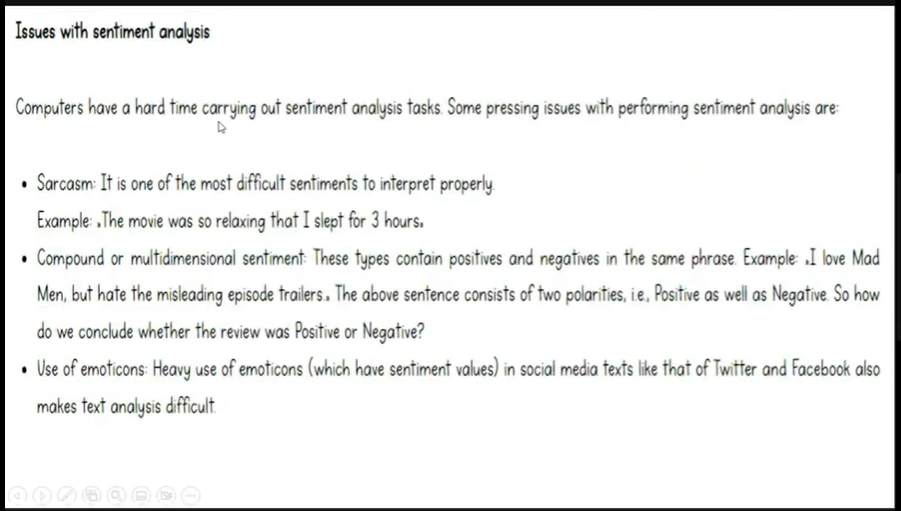 Issues with sentiment analysis
Computers have a hard time carrying out sentiment analysis tasks. Some pressing issues with performing sentiment analysis are:
• Sarcasm: It is one of the most difficult sentiments to interpret properly.
Example: „The movie was so relaxing that I slept for 3 hours.„
• Compound or multidimensional sentiment: These types contain positives and negatives in the same phrase. Example: „I love Mad
Men, but hate the misleading episode trailers.„ The above sentence consists of two polarities, i.e., Positive as well as Negative. So how
do we conclude whether the review was Positive or Negative?
• Use of emoticons: Heavy use of emoticons (which have sentiment values) in social media texts like that of Twitter and Facebook also
makes text analysis difficult.